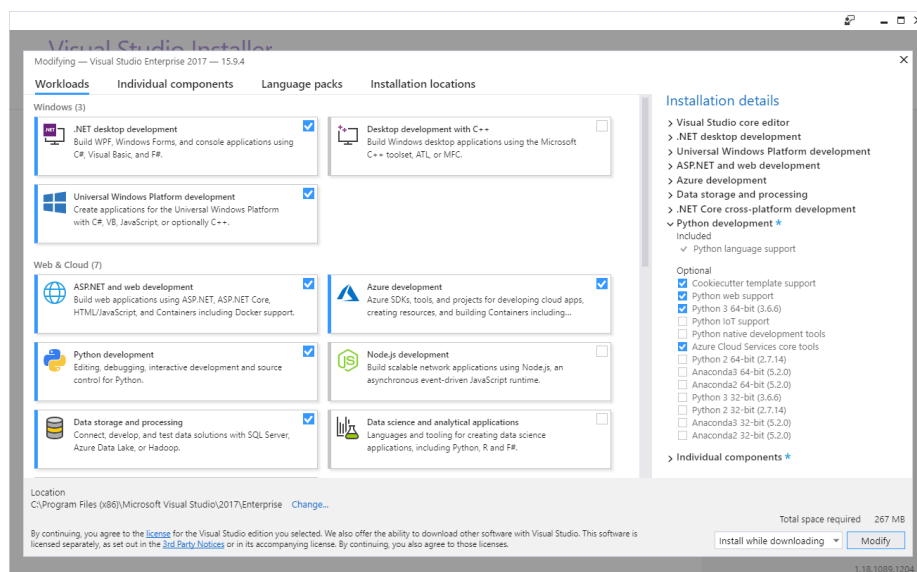 Visual Studio Installer
Modifying — Visual Studio Enterprise 2017 — 15.9.4
Workloads
Individual components
Language packs
Installation locations
Windows (3)
.NET
.NET desktop development
Build WPF, Windows Forms, and console applications using
C#, Visual Basic, and F#.
Desktop development with C++
Build Windows desktop applications using the Microsoft
C++ toolset, ATL, or MFC.
Universal Windows Platform development
Create applications for the Universal Windows Platform
with C#, VB, JavaScript, or optionally C++.
Web & Cloud (7)
ASP.NET and web development
Build web applications using ASP.NET, ASP.NET Core,
HTML/JavaScript, and Containers including Docker support.
Azure development
Azure SDKs, tools, and projects for developing cloud apps,
creating resources, and building Containers including...
Python development
Editing, debugging, interactive development and source
control for Python.
Node.js development
Build scalable network applications using Node.js, an
asynchronous event-driven JavaScript runtime.
Data storage and processing
Connect, develop, and test data solutions with SQL Server,
Azure Data Lake, or Hadoop.
Data science and analytical applications
Languages and tooling for creating data science
applications, including Python, R and F#.
Installation details
> Visual Studio core editor
> .NET desktop development
> Universal Windows Platform development
> ASP.NET and web development
> Azure development
> Data storage and processing
> .NET Core cross-platform development
Python development *
Included
Python language support
Optional
Cookiecutter template support
Python web support
Python 3 64-bit (3.6.6)
Python IoT support
Python native development tools
Azure Cloud Services core tools
Python 2 64-bit (2.7.14)
Anaconda3 64-bit (5.2.0)
Anaconda2 64-bit (5.2.0)
Python 3 32-bit (3.6.6)
Python 2 32-bit (2.7.14)
Anaconda3 32-bit (5.2.0)
Anaconda2 32-bit (5.2.0)
> Individual components *
Location
C:\Program Files (x86)\Microsoft Visual Studio\2017\Enterprise Change...
By continuing, you agree to the license for the Visual Studio edition you selected. We also offer the ability to download other software with Visual Studio. This software is
licensed separately, as set out in the 3rd Party Notices or in its accompanying license. By continuing, you also agree to those licenses.
Total space required 267 MB
Install while downloading
Modify
1.18.1089.1204